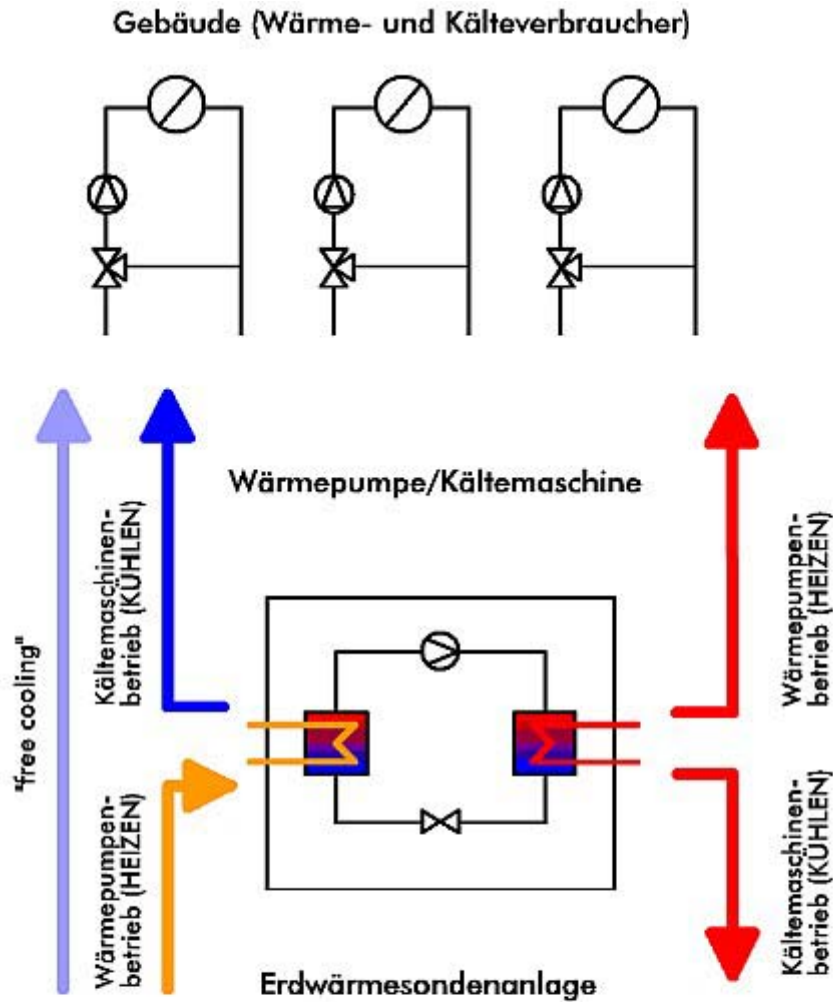 Gebäude (Wärme- und Kälteverbraucher)
Wärmepumpe/Kältemaschine
"free cooling"
Kältemaschinen-
betrieb (KÜHLEN)
Wärmepumpen-
betrieb (HEIZEN)
Wärmepumpen-
betrieb (HEIZEN)
Kältemaschinen-
betrieb (KÜHLEN)
Erdwärmesondenanlage